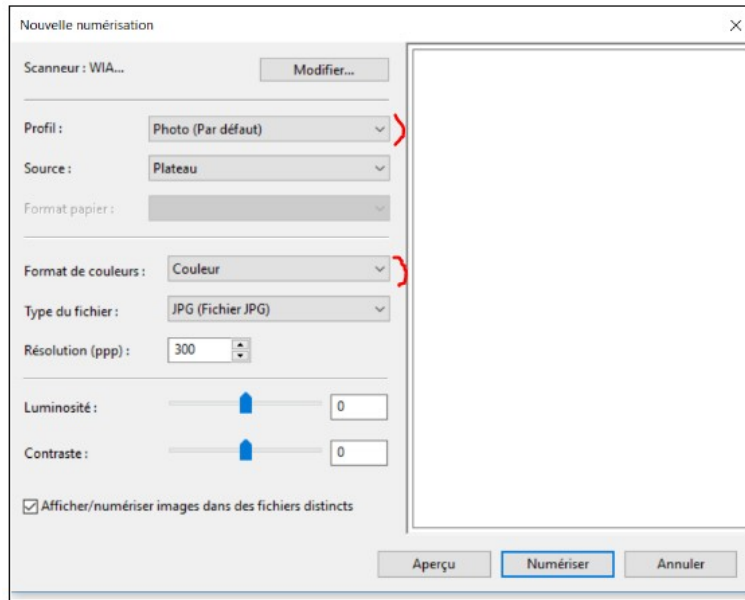 Nouvelle numérisation
Scanneur : WIA...
Modifier...
Profil :
Photo (Par défaut)
Source :
Plateau
Format papier :
Format de couleurs :
Couleur
Type du fichier :
JPG (Fichier JPG)
Résolution (ppp) :
300
Luminosité :
0
Contraste :
0
Afficher/numériser images dans des fichiers distincts
Aperçu
Numériser
Annuler